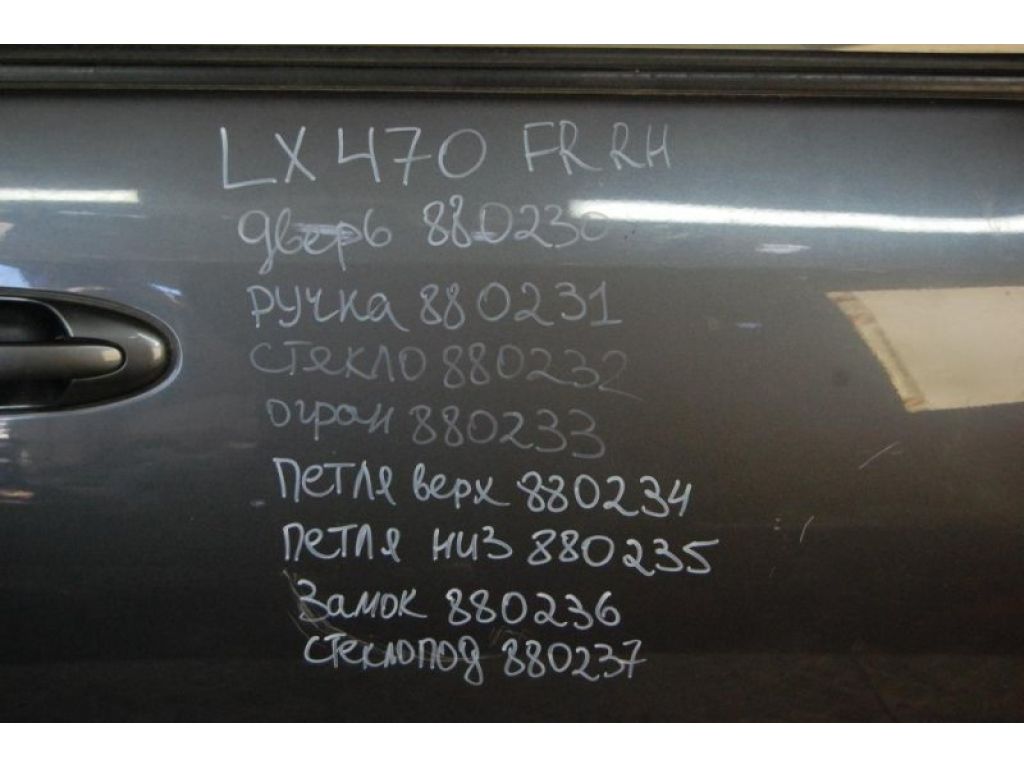 LX470 FR RH
дверь 880230
ручка 880231
стекло 880232
огран 880233
петля верх 880234
петля низ 880235
Замок 880236
стеклопод 880237